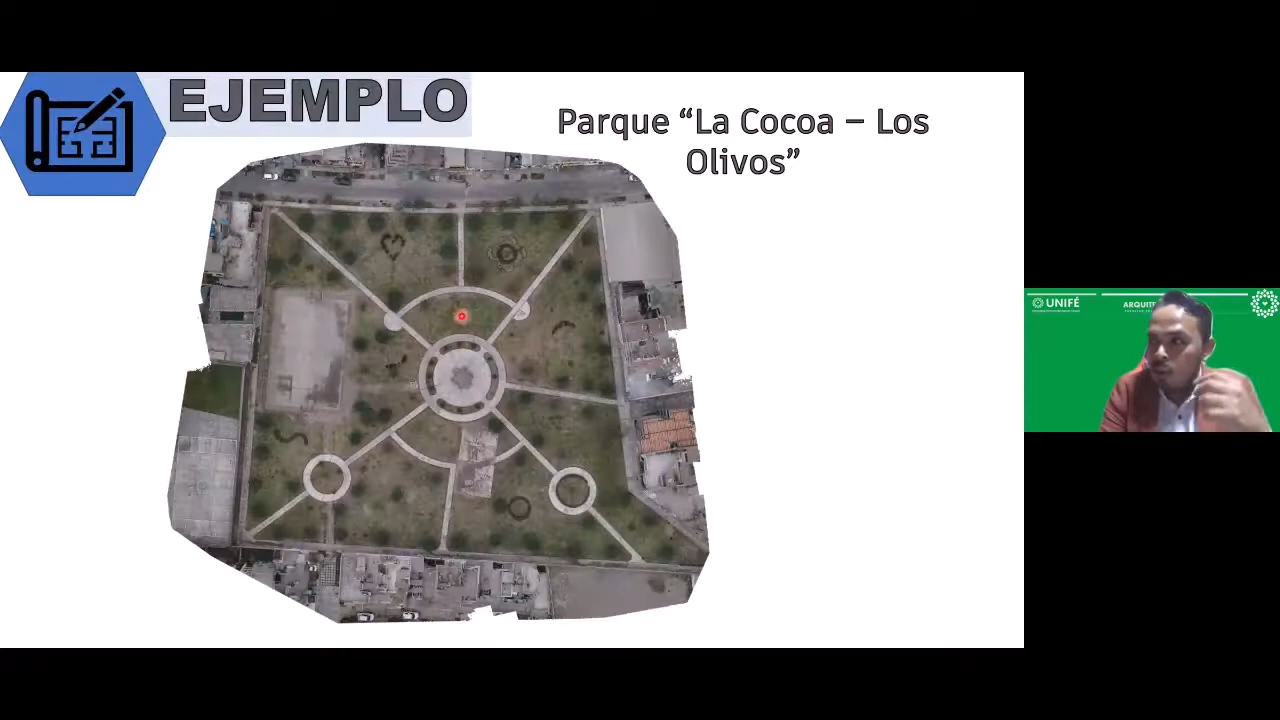 EJEMPLO
Parque “La Cocoa – Los
Olivos”
UNIFÉ